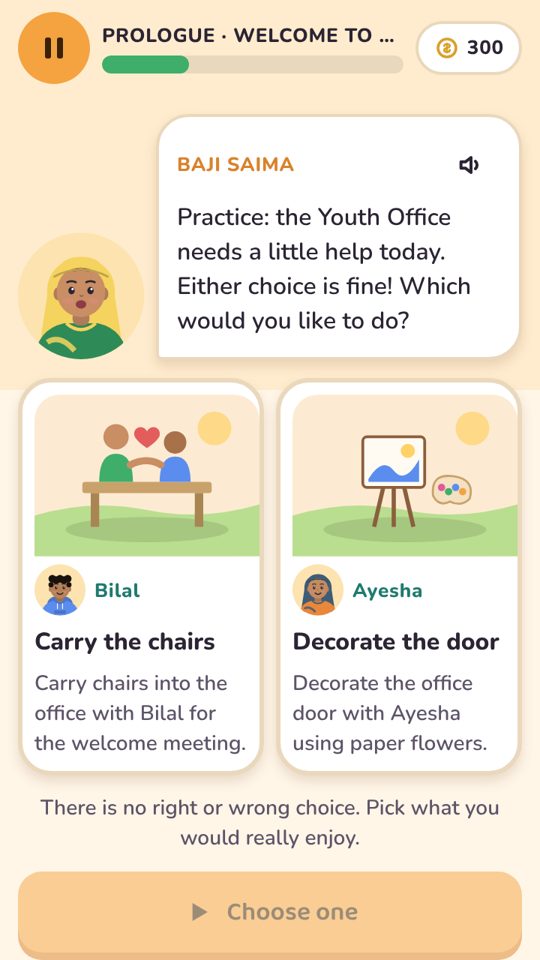 PROLOGUE · WELCOME TO ...
300
BAJI SAIMA
Practice: the Youth Office
needs a little help today.
Either choice is fine! Which
would you like to do?
Bilal
Carry the chairs
Carry chairs into the
office with Bilal for
the welcome meeting.
Ayesha
Decorate the door
Decorate the office
door with Ayesha
using paper flowers.
There is no right or wrong choice. Pick what you
would really enjoy.
Choose one